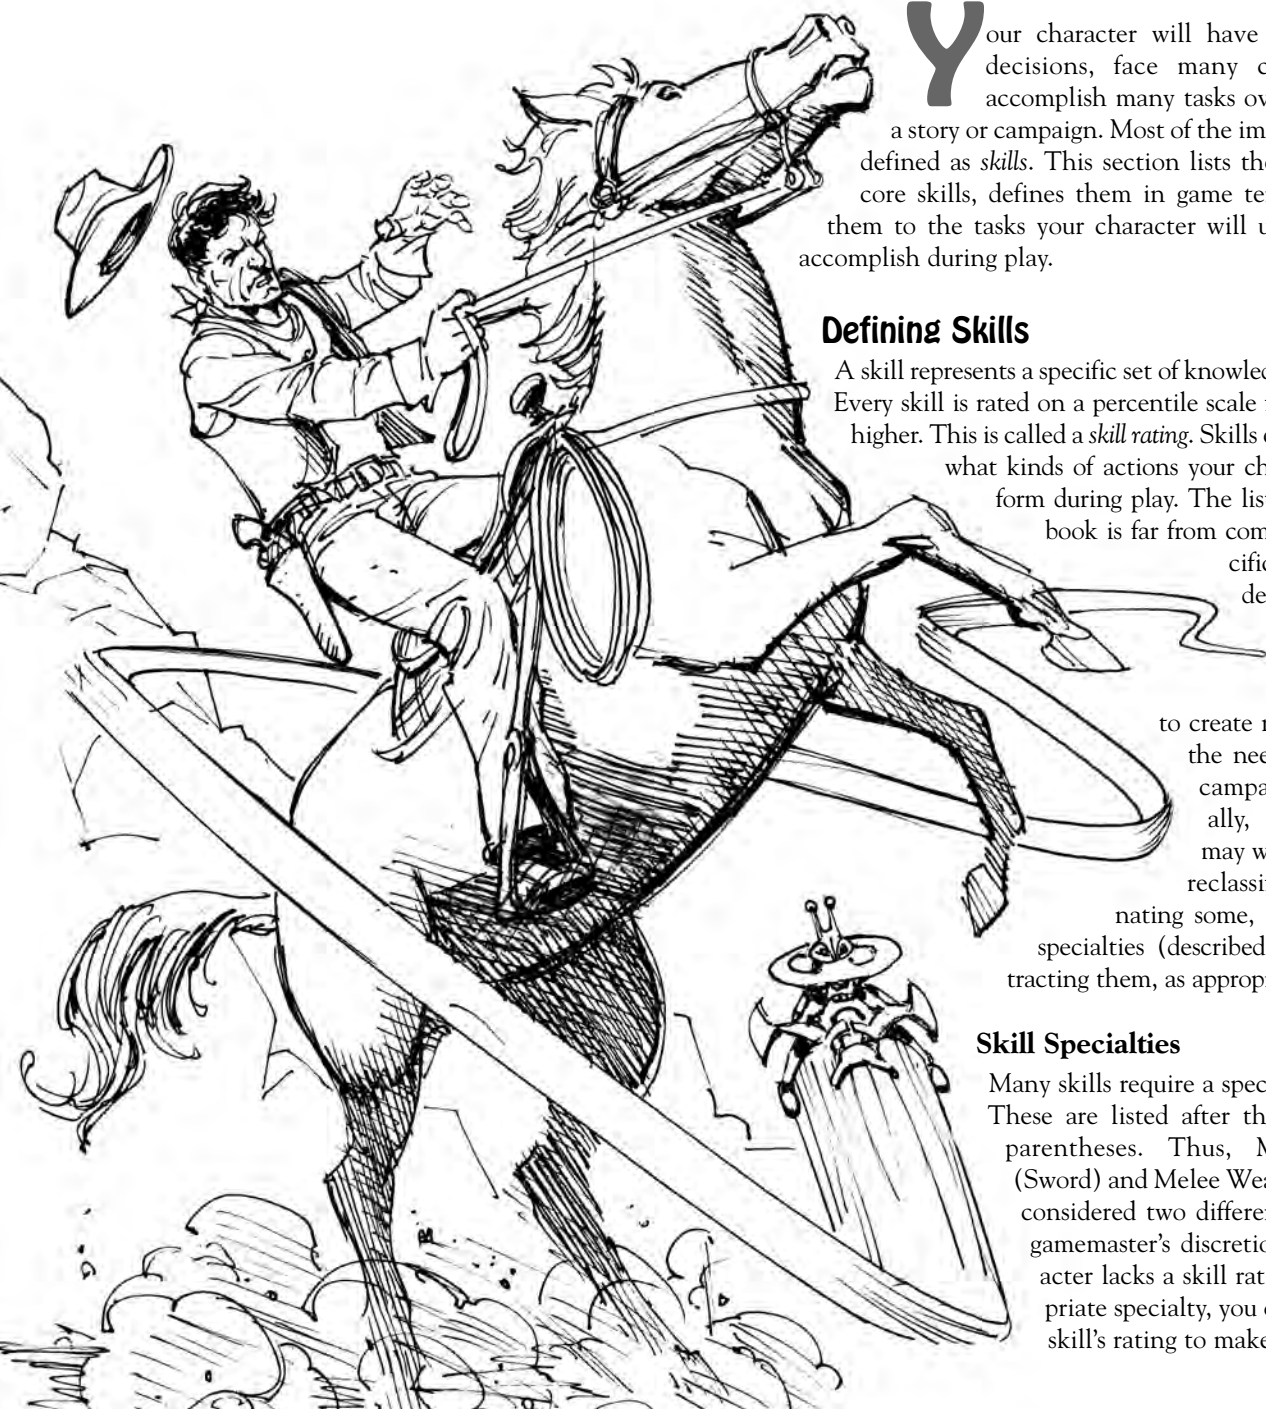 Your character will have
decisions, face many c
accomplish many tasks ov
a story or campaign. Most of the im
defined as skills. This section lists the
core skills, defines them in game te
them to the tasks your character will u
accomplish during play.
Defining Skills
A skill represents a specific set of knowled
Every skill is rated on a percentile scale
higher. This is called a skill rating. Skills
what kinds of actions your ch
form during play. The list
book is far from com
cific
de
to create
the nee
campa
ally,
may w
reclassi
nating some,
specialties (described
tracting them, as approp
Skill Specialties
Many skills require a spec
These are listed after th
parentheses. Thus, M
(Sword) and Melee Wea
considered two differe
gamemaster's discretio
acter lacks a skill rat
priate specialty, you
skill's rating to make